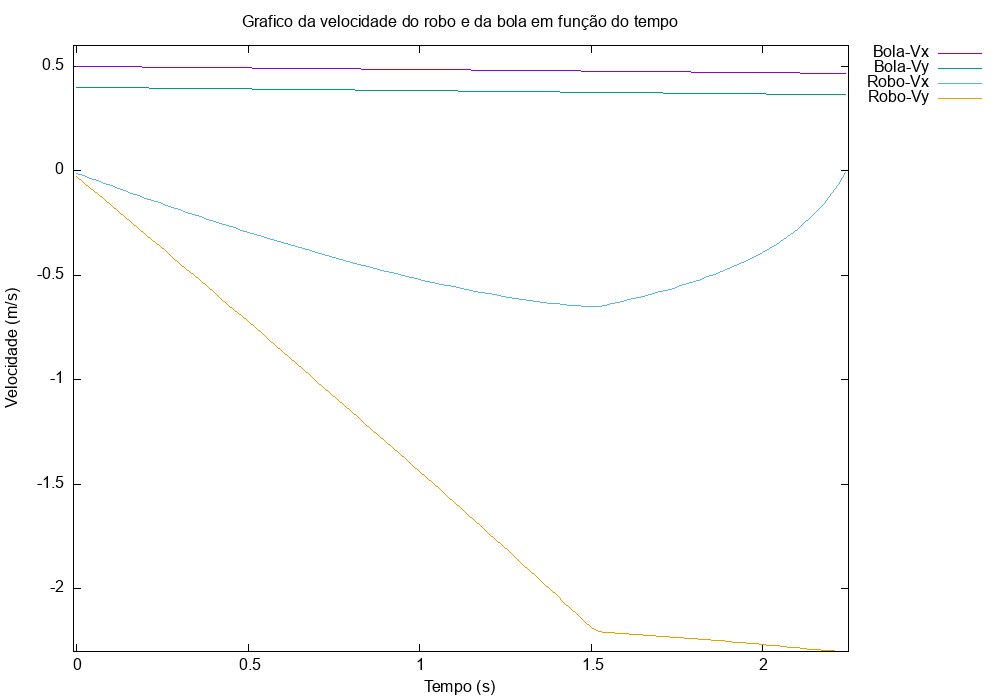 Grafico da velocidade do robo e da bola em função do tempo
Bola-Vx
Bola-Vy
Robo-Vx
Robo-Vy
Velocidade (m/s)
0.5
0
-0.5
-1
-1.5
-2
0 0.5 1 1.5 2
Tempo (s)